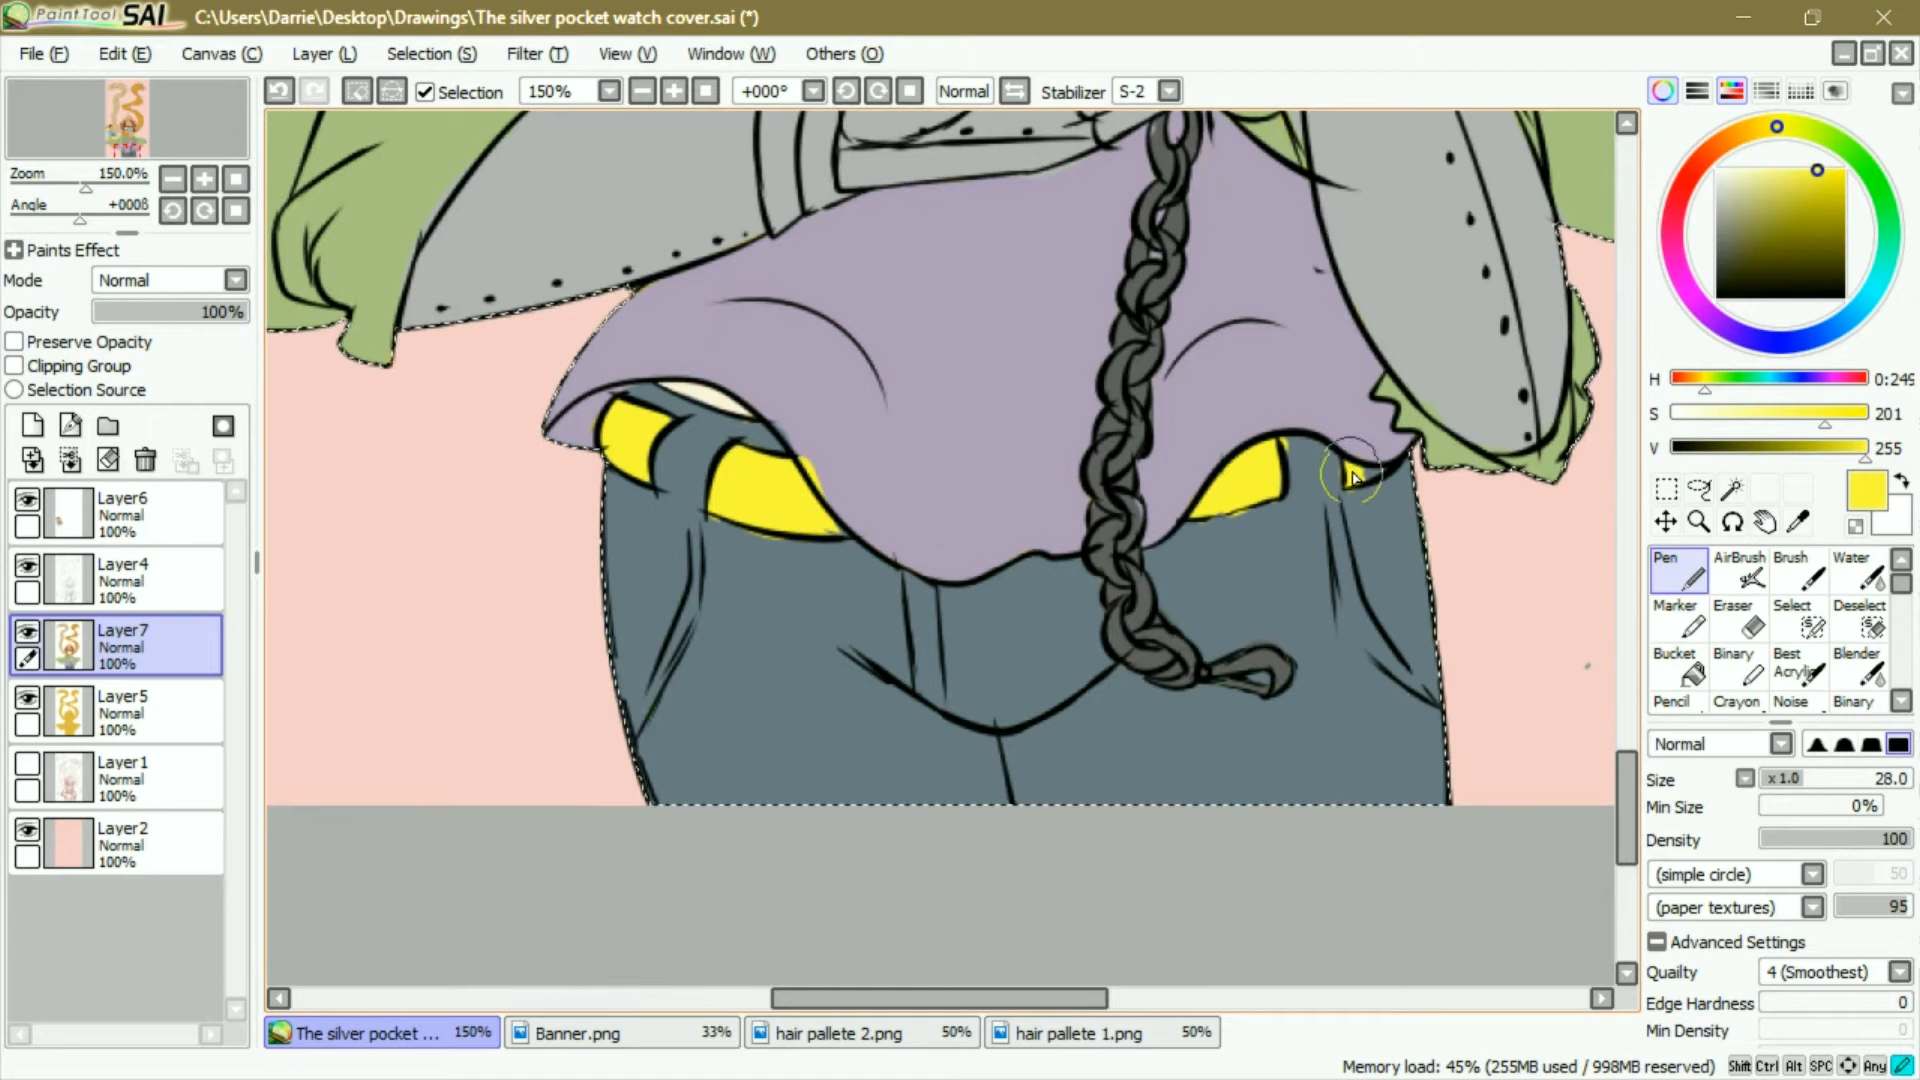 PaintTool SAI C:\Users\Darrie\Desktop\Drawings\The silver pocket watch cover.sai (*)
File (F) Edit (E) Canvas (C) Layer (L) Selection (S) Filter (T) View (V) Window (W) Others (O)
Selection 150% +000° Normal Stabilizer S-2
Zoom 150.0%
Angle +000ß
Paints Effect
Mode Normal
Opacity 100%
Preserve Opacity
Clipping Group
Selection Source
Layer6
Normal
100%
Layer4
Normal
100%
Layer7
Normal
100%
Layer5
Normal
100%
Layer1
Normal
100%
Layer2
Normal
100%
H 0:249
S 201
V 255
Pen AirBrush Brush Water
Marker Eraser Select Deselect
Bucket Binary Best Acrylic Blender
Pencil Crayon Noise Binary
Normal
Size x 1.0 28.0
Min Size 0%
Density 100
(simple circle) 50
(paper textures) 95
Advanced Settings
Quailty 4 (Smoothest)
Edge Hardness 0
Min Density 0
The silver pocket ... 150% Banner.png 33% hair pallete 2.png 50% hair pallete 1.png 50%
Memory load: 45% (255MB used / 998MB reserved) Shift Ctrl Alt SPC Any